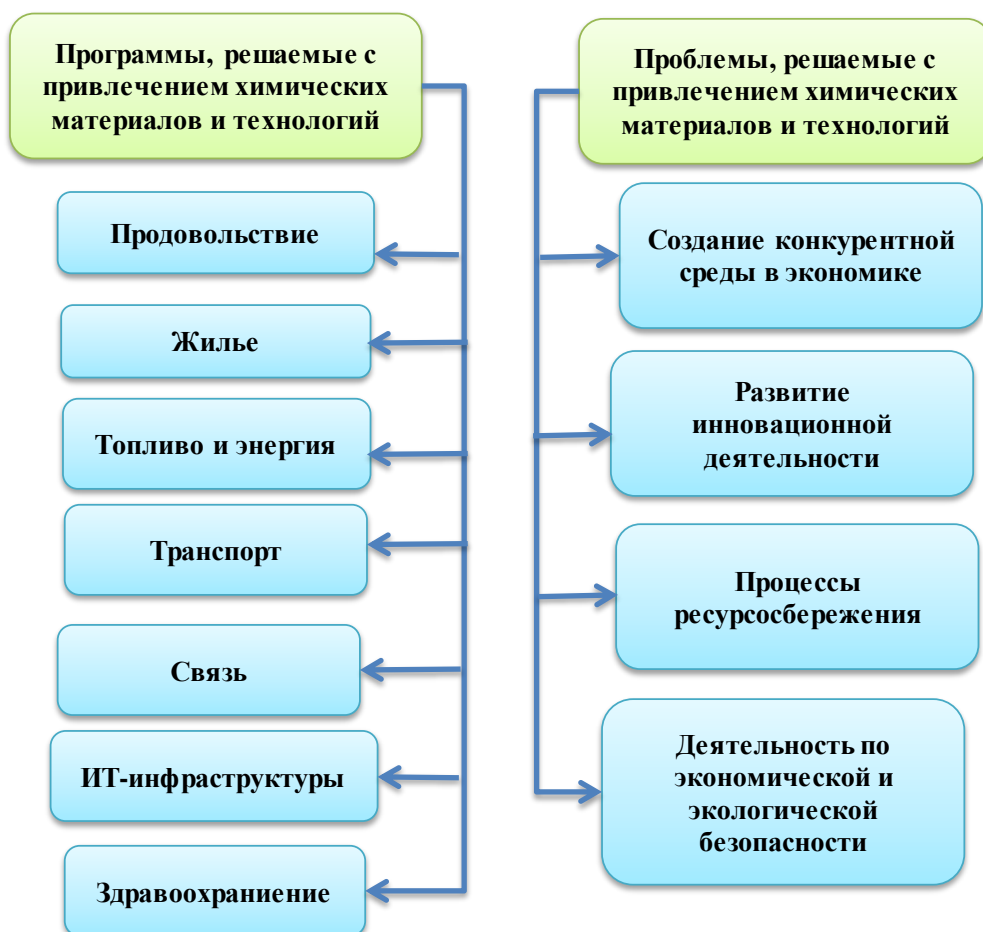 Программы, решаемые с
привлечением химических
материалов и технологий
Продовольствие
Жилье
Топливо и энергия
Транспорт
Связь
ИТ-инфраструктуры
Здравоохраниение
Проблемы, решаемые с
привлечением химических
материалов и технологий
Создание конкурентной
среды в экономике
Развитие
инновационной
деятельности
Процессы
ресурсосбережения
Деятельность по
экономической и
экологической
безопасности